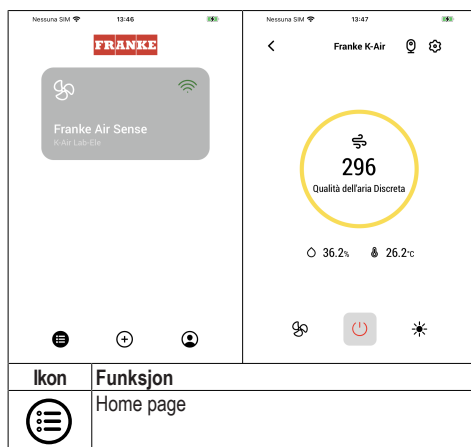 Nessuna SIM 13:46
FRANKE
Franke Air Sense
K-Air Lab-Ele
Nessuna SIM 13:47
Franke K-Air
296
Qualità dell'aria Discreta
36.2% 26.2°C
Ikon Funksjon
Home page